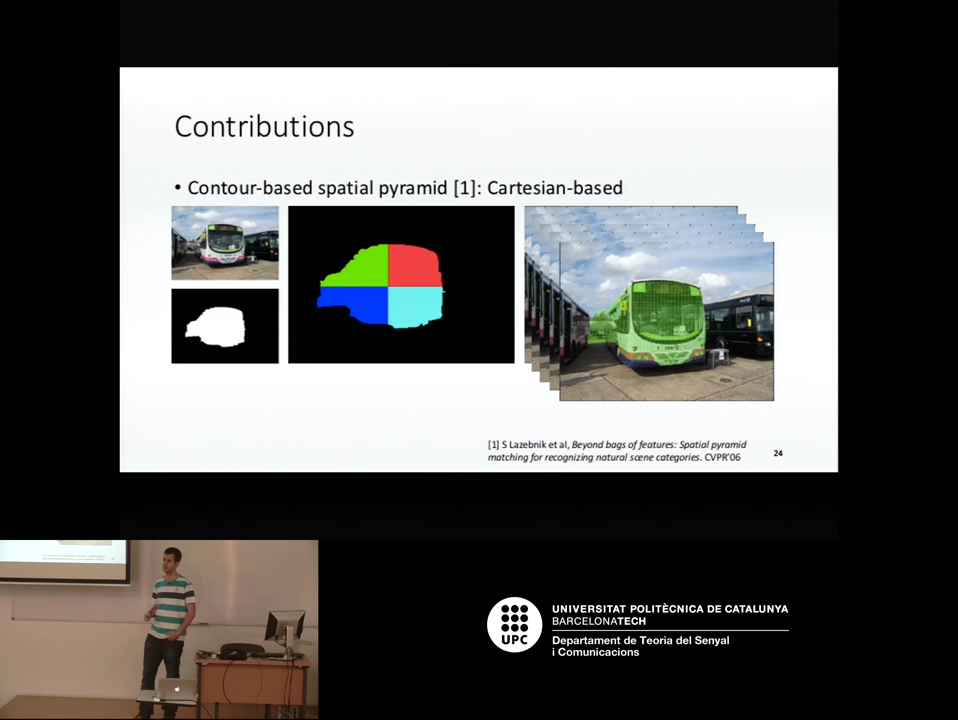 Contributions
• Contour-based spatial pyramid [1]: Cartesian-based
[1] S Lazebnik et al, Beyond bags of features: Spatial pyramid
matching for recognizing natural scene categories. CVPR'06
24
UPC
UNIVERSITAT POLITÈCNICA DE CATALUNYA
BARCELONATECH
Departament de Teoria del Senyal
i Comunicacions